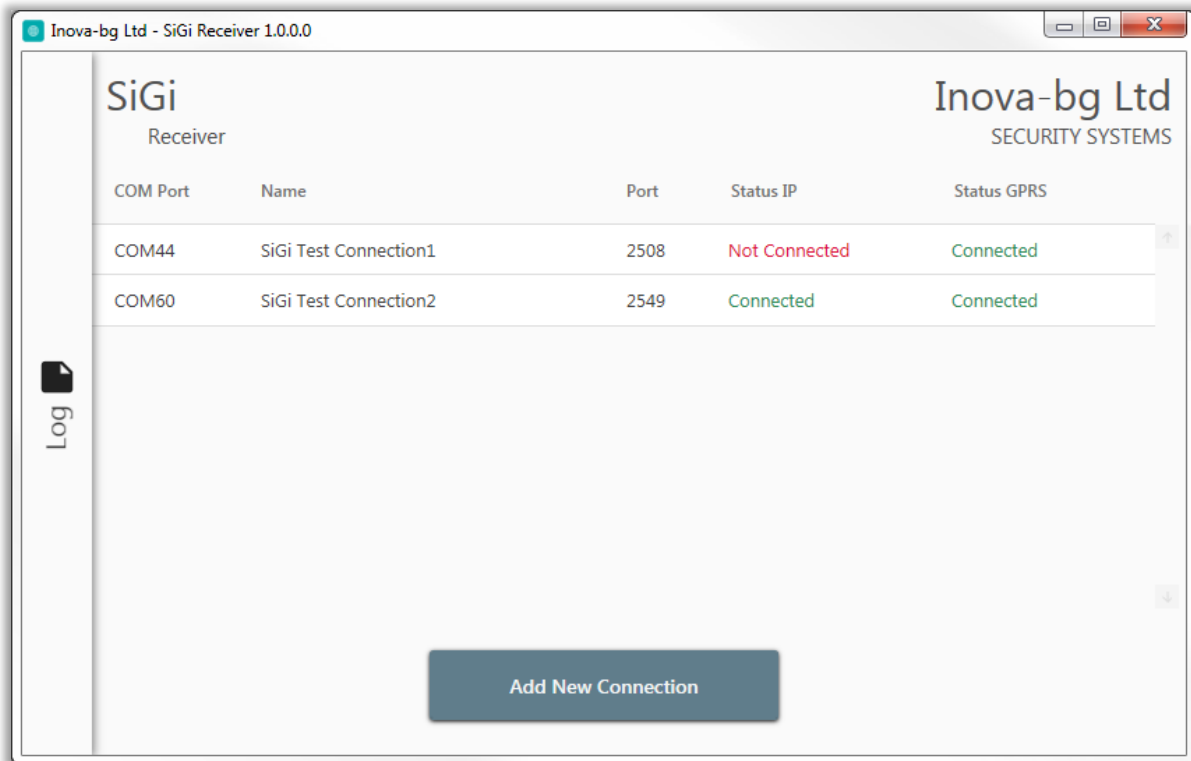 Inova-bg Ltd - SiGi Receiver 1.0.0.0
SiGi
Receiver
Inova-bg Ltd
SECURITY SYSTEMS
COM Port Name Port Status IP Status GPRS
COM44 SiGi Test Connection1 2508 Not Connected Connected
COM60 SiGi Test Connection2 2549 Connected Connected
Log
Add New Connection